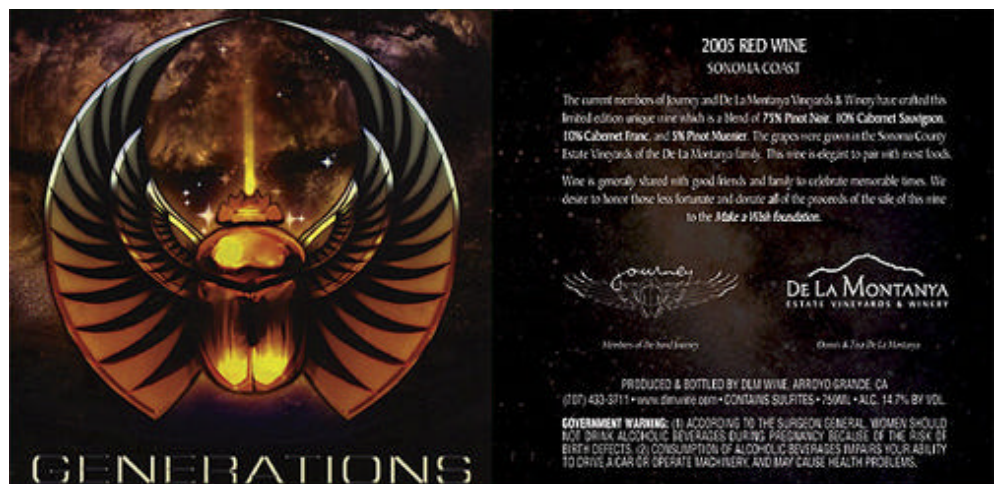 GENERATIONS
2005 RED WINE
SONOMA COAST
The current members of Journey and De La Montanya Vineyards & Winery have crafted this
limited edition unique wine which is a blend of 75% Pinot Noir, 10% Cabernet Sauvignon,
10% Cabernet Franc, and 5% Pinot Muenier. The grapes were grown in the Sonoma County
Estate Vineyards of the De La Montanya family. This wine is elegant to pair with most foods.
Wine is generally shared with good friends and family to celebrate memorable times. We
desire to honor those less fortunate and donate all of the proceeds of the sale of this wine
to the Make a Wish foundation.
journey
DE LA MONTANYA
ESTATE VINEYARDS & WINERY
Members of the band Journey
Dennis & Tina De La Montanya
PRODUCED & BOTTLED BY DLM WINE, ARROYO GRANDE, CA
(707) 433-3711 • www.dlmwine.com • CONTAINS SULFITES • 750ML • ALC. 14.7% BY VOL.
GOVERNMENT WARNING: (1) ACCORDING TO THE SURGEON GENERAL, WOMEN SHOULD
NOT DRINK ALCOHOLIC BEVERAGES DURING PREGNANCY BECAUSE OF THE RISK OF
BIRTH DEFECTS. (2) CONSUMPTION OF ALCOHOLIC BEVERAGES IMPAIRS YOUR ABILITY
TO DRIVE A CAR OR OPERATE MACHINERY, AND MAY CAUSE HEALTH PROBLEMS.